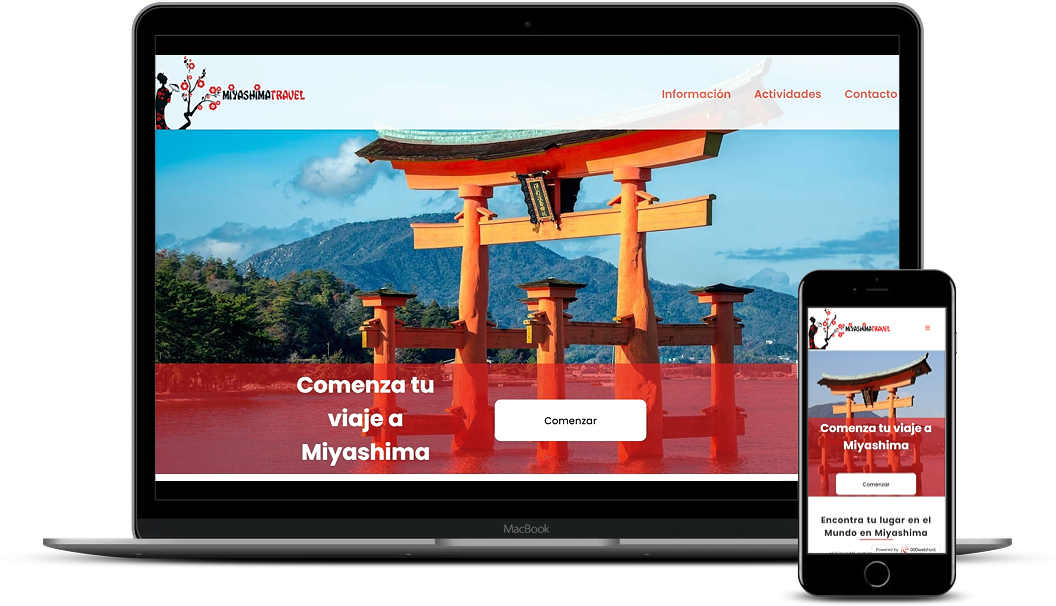 MIYASHIMATRAVEL
Información Actividades Contacto
Comenza tu
viaje a
Miyashima
Comenzar
MacBook
MIYASHIMATRAVEL
Comenza tu viaje a
Miyashima
Comenzar
Encontra tu lugar en el
Mundo en Miyashima
Powered by 000webhost